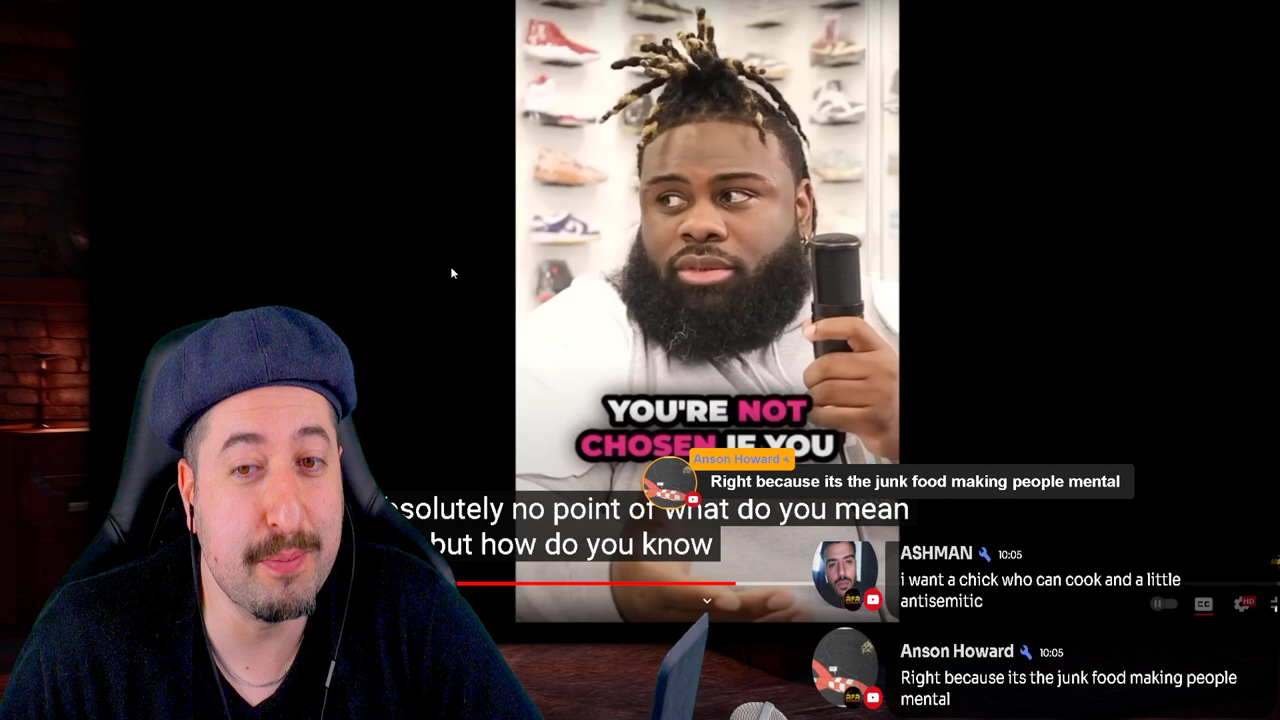 YOU'RE NOT
CHOSEN IF YOU
Anson Howard
Right because its the junk food making people mental
no point of what do you mean
but how do you know
ASHMAN 10:05
i want a chick who can cook and a little
antisemitic
Anson Howard 10:05
Right because its the junk food making people
mental
CC
HD